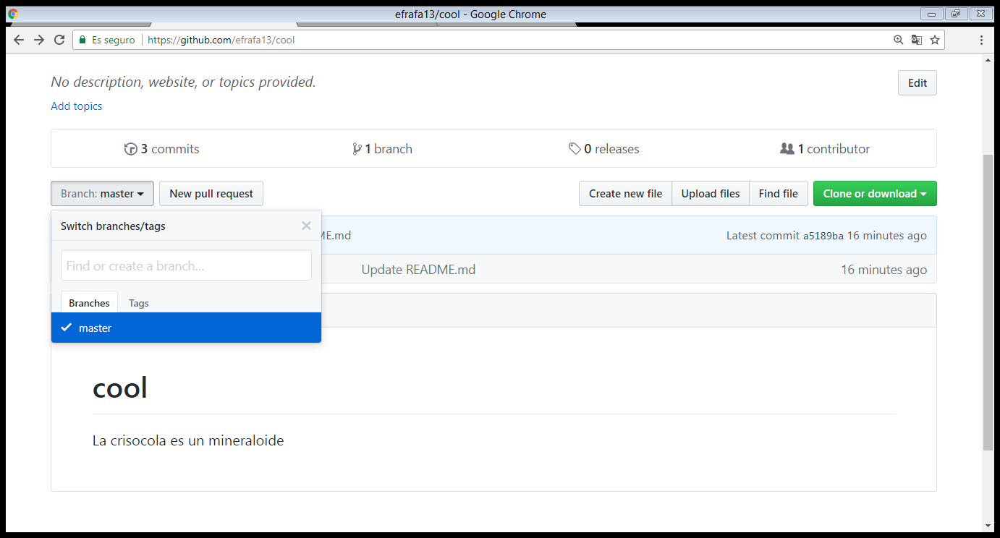 efrafa13/cool - Google Chrome
Es seguro https://github.com/efrafa13/cool
No description, website, or topics provided.
Edit
Add topics
3 commits 1 branch 0 releases 1 contributor
Branch: master New pull request Create new file Upload files Find file Clone or download
Switch branches/tags
ME.md Latest commit a5189ba 16 minutes ago
Find or create a branch...
Update README.md 16 minutes ago
Branches Tags
master
cool
La crisocola es un mineraloide